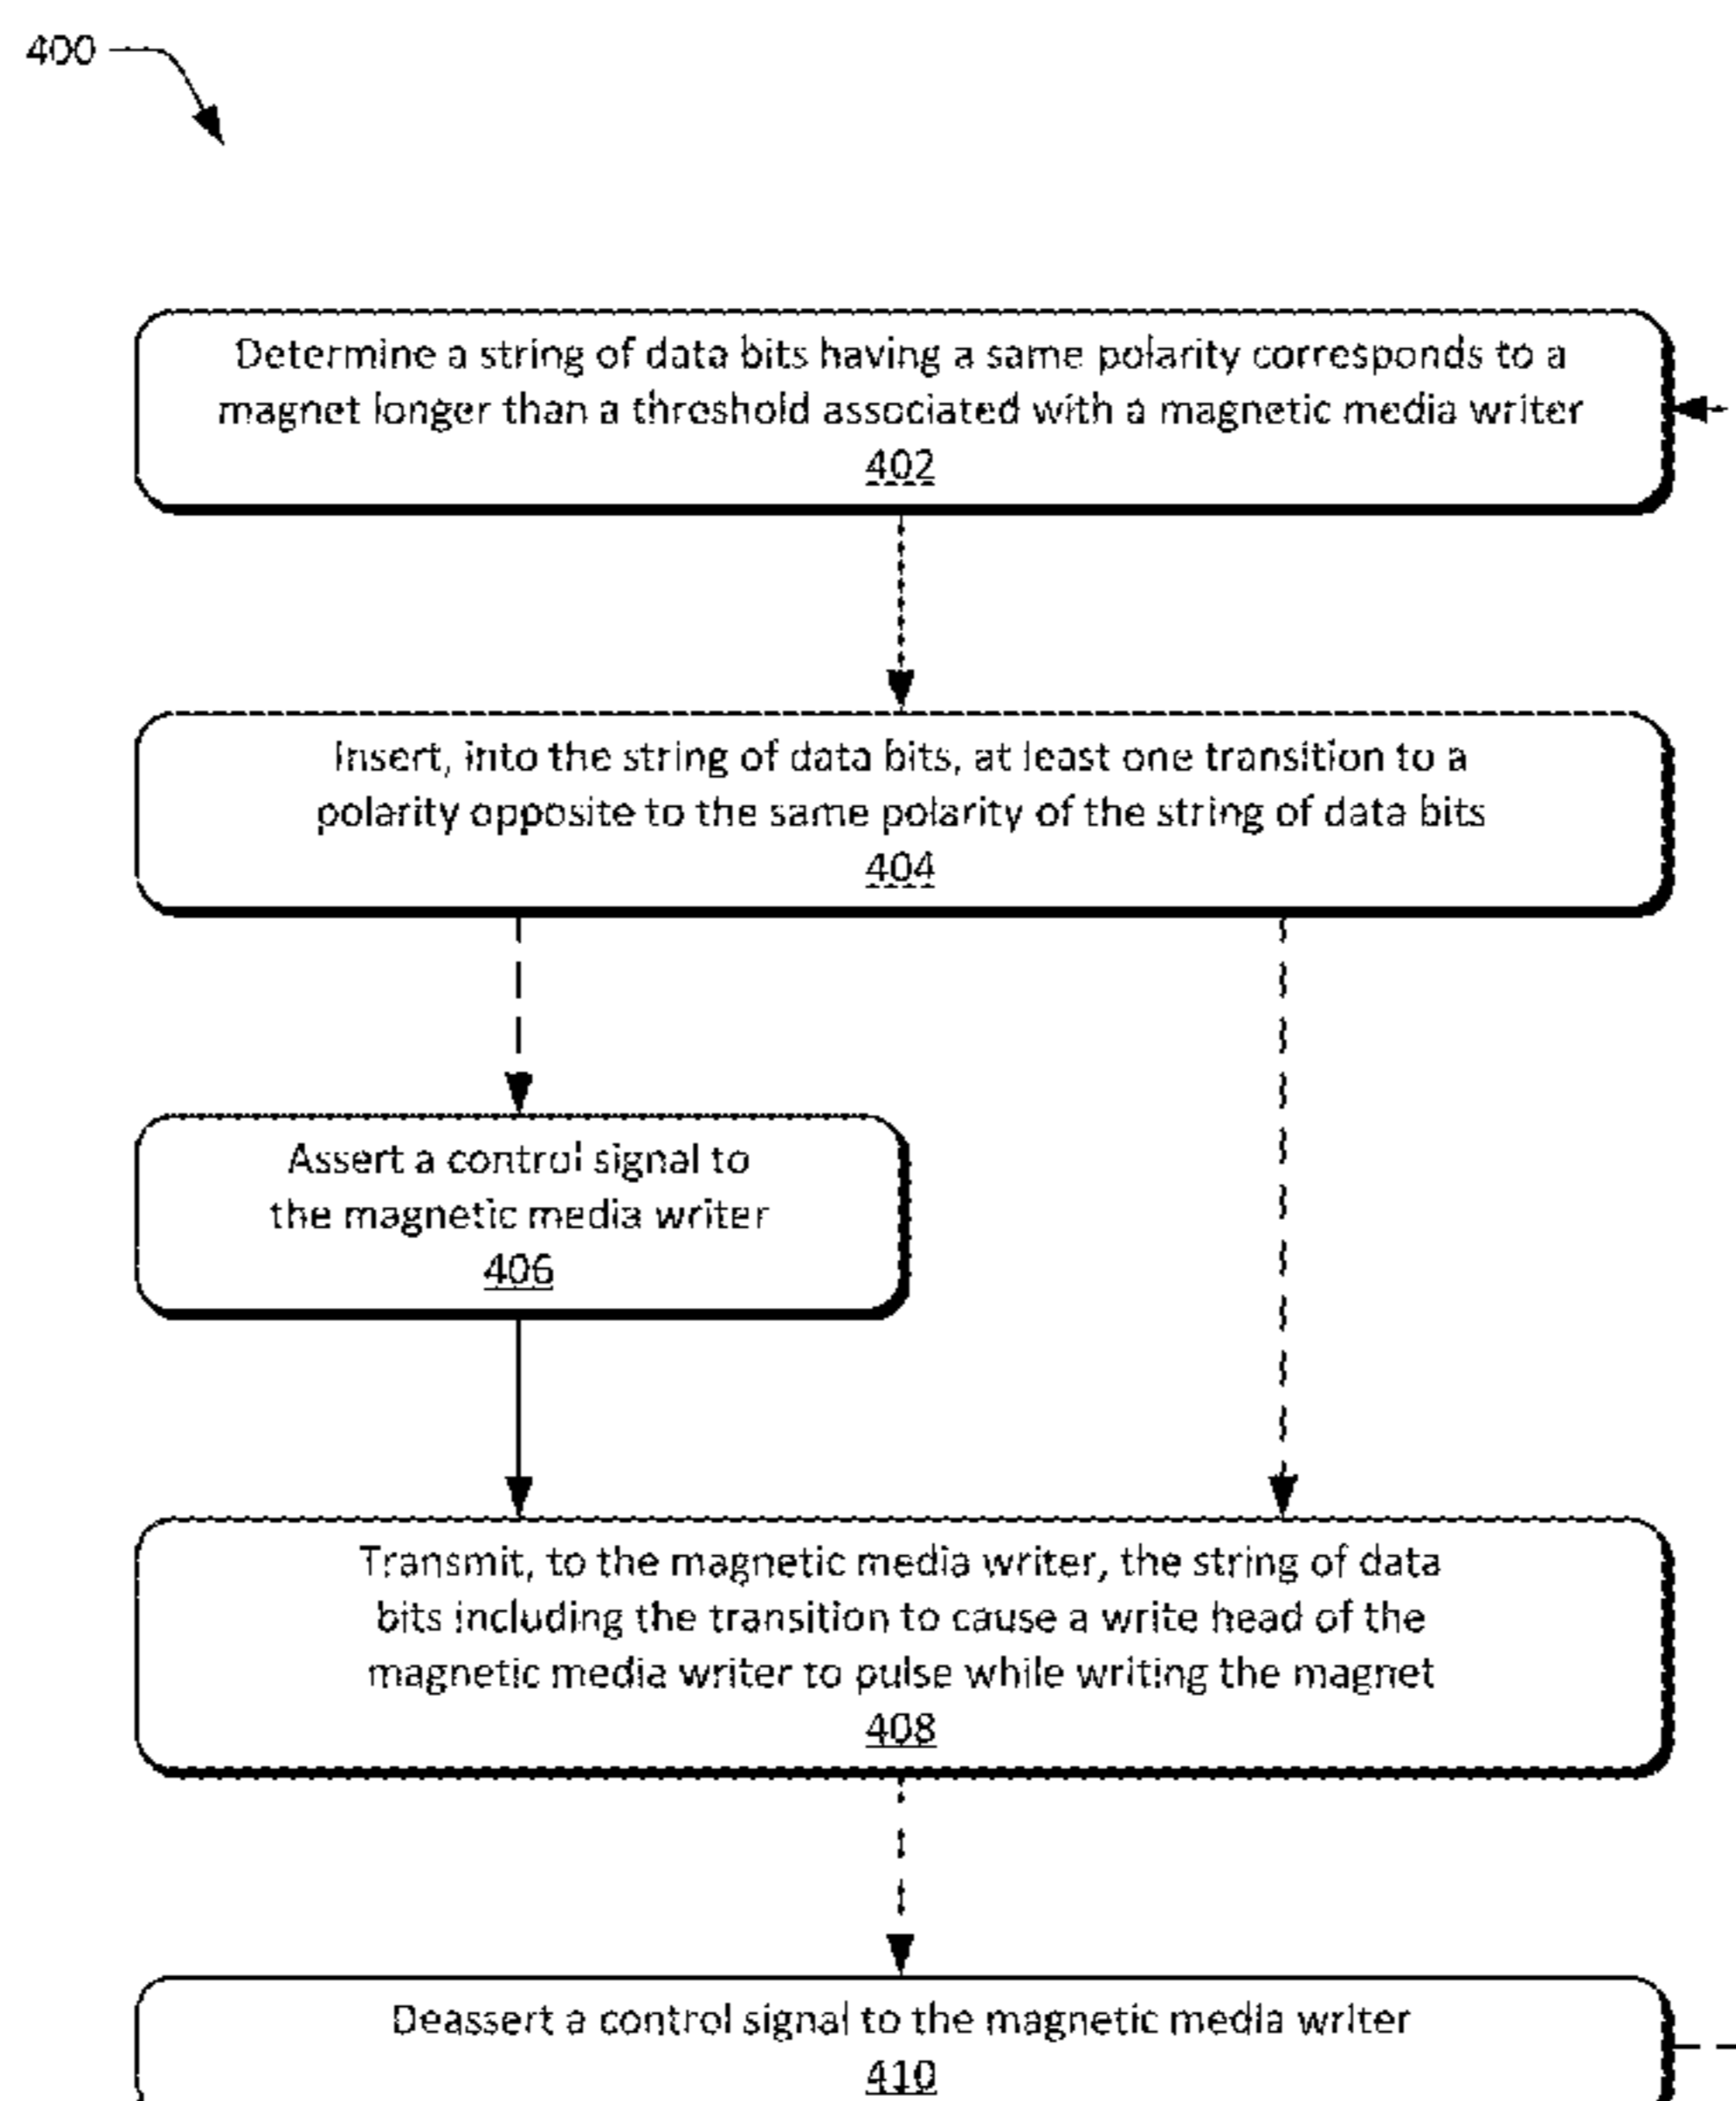 400
Determine a string of data bits having a same polarity corresponds to a
magnet longer than a threshold associated with a magnetic media writer
402
Insert, into the string of data bits, at least one transition to a
polarity opposite to the same polarity of the string of data bits
404
Assert a control signal to
the magnetic media writer
406
Transmit, to the magnetic media writer, the string of data
bits including the transition to cause a write head of the
magnetic media writer to pulse while writing the magnet
408
Deassert a control signal to the magnetic media writer
410